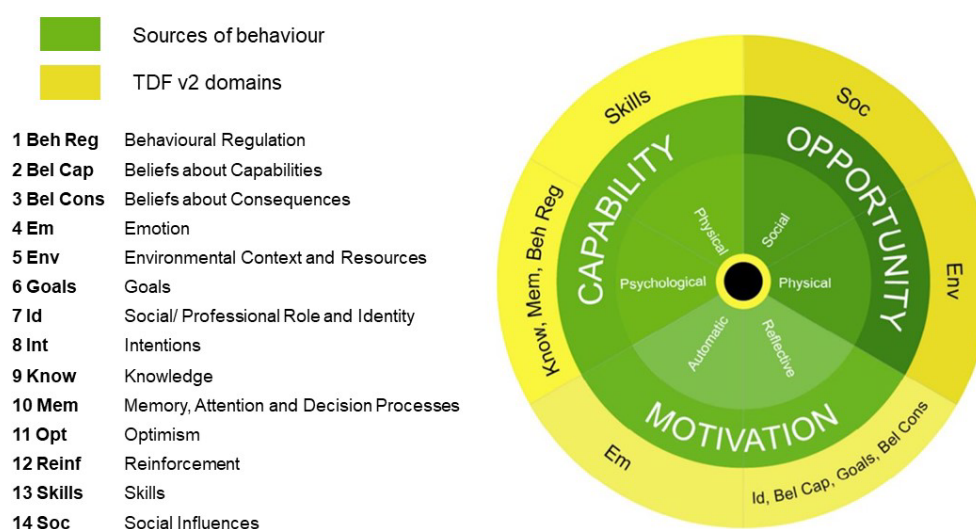 Sources of behaviour
TDF v2 domains
1 Beh Reg Behavioural Regulation
2 Bel Cap Beliefs about Capabilities
3 Bel Cons Beliefs about Consequences
4 Em Emotion
5 Env Environmental Context and Resources
6 Goals Goals
7 Id Social/ Professional Role and Identity
8 Int Intentions
9 Know Knowledge
10 Mem Memory, Attention and Decision Processes
11 Opt Optimism
12 Reinf Reinforcement
13 Skills Skills
14 Soc Social Influences
Skills
Soc
Know, Mem, Beh Reg
Env
Em
Id, Bel Cap, Goals, Bel Cons
CAPABILITY
OPPORTUNITY
MOTIVATION
Physical
Social
Psychological
Physical
Automatic
Reflective